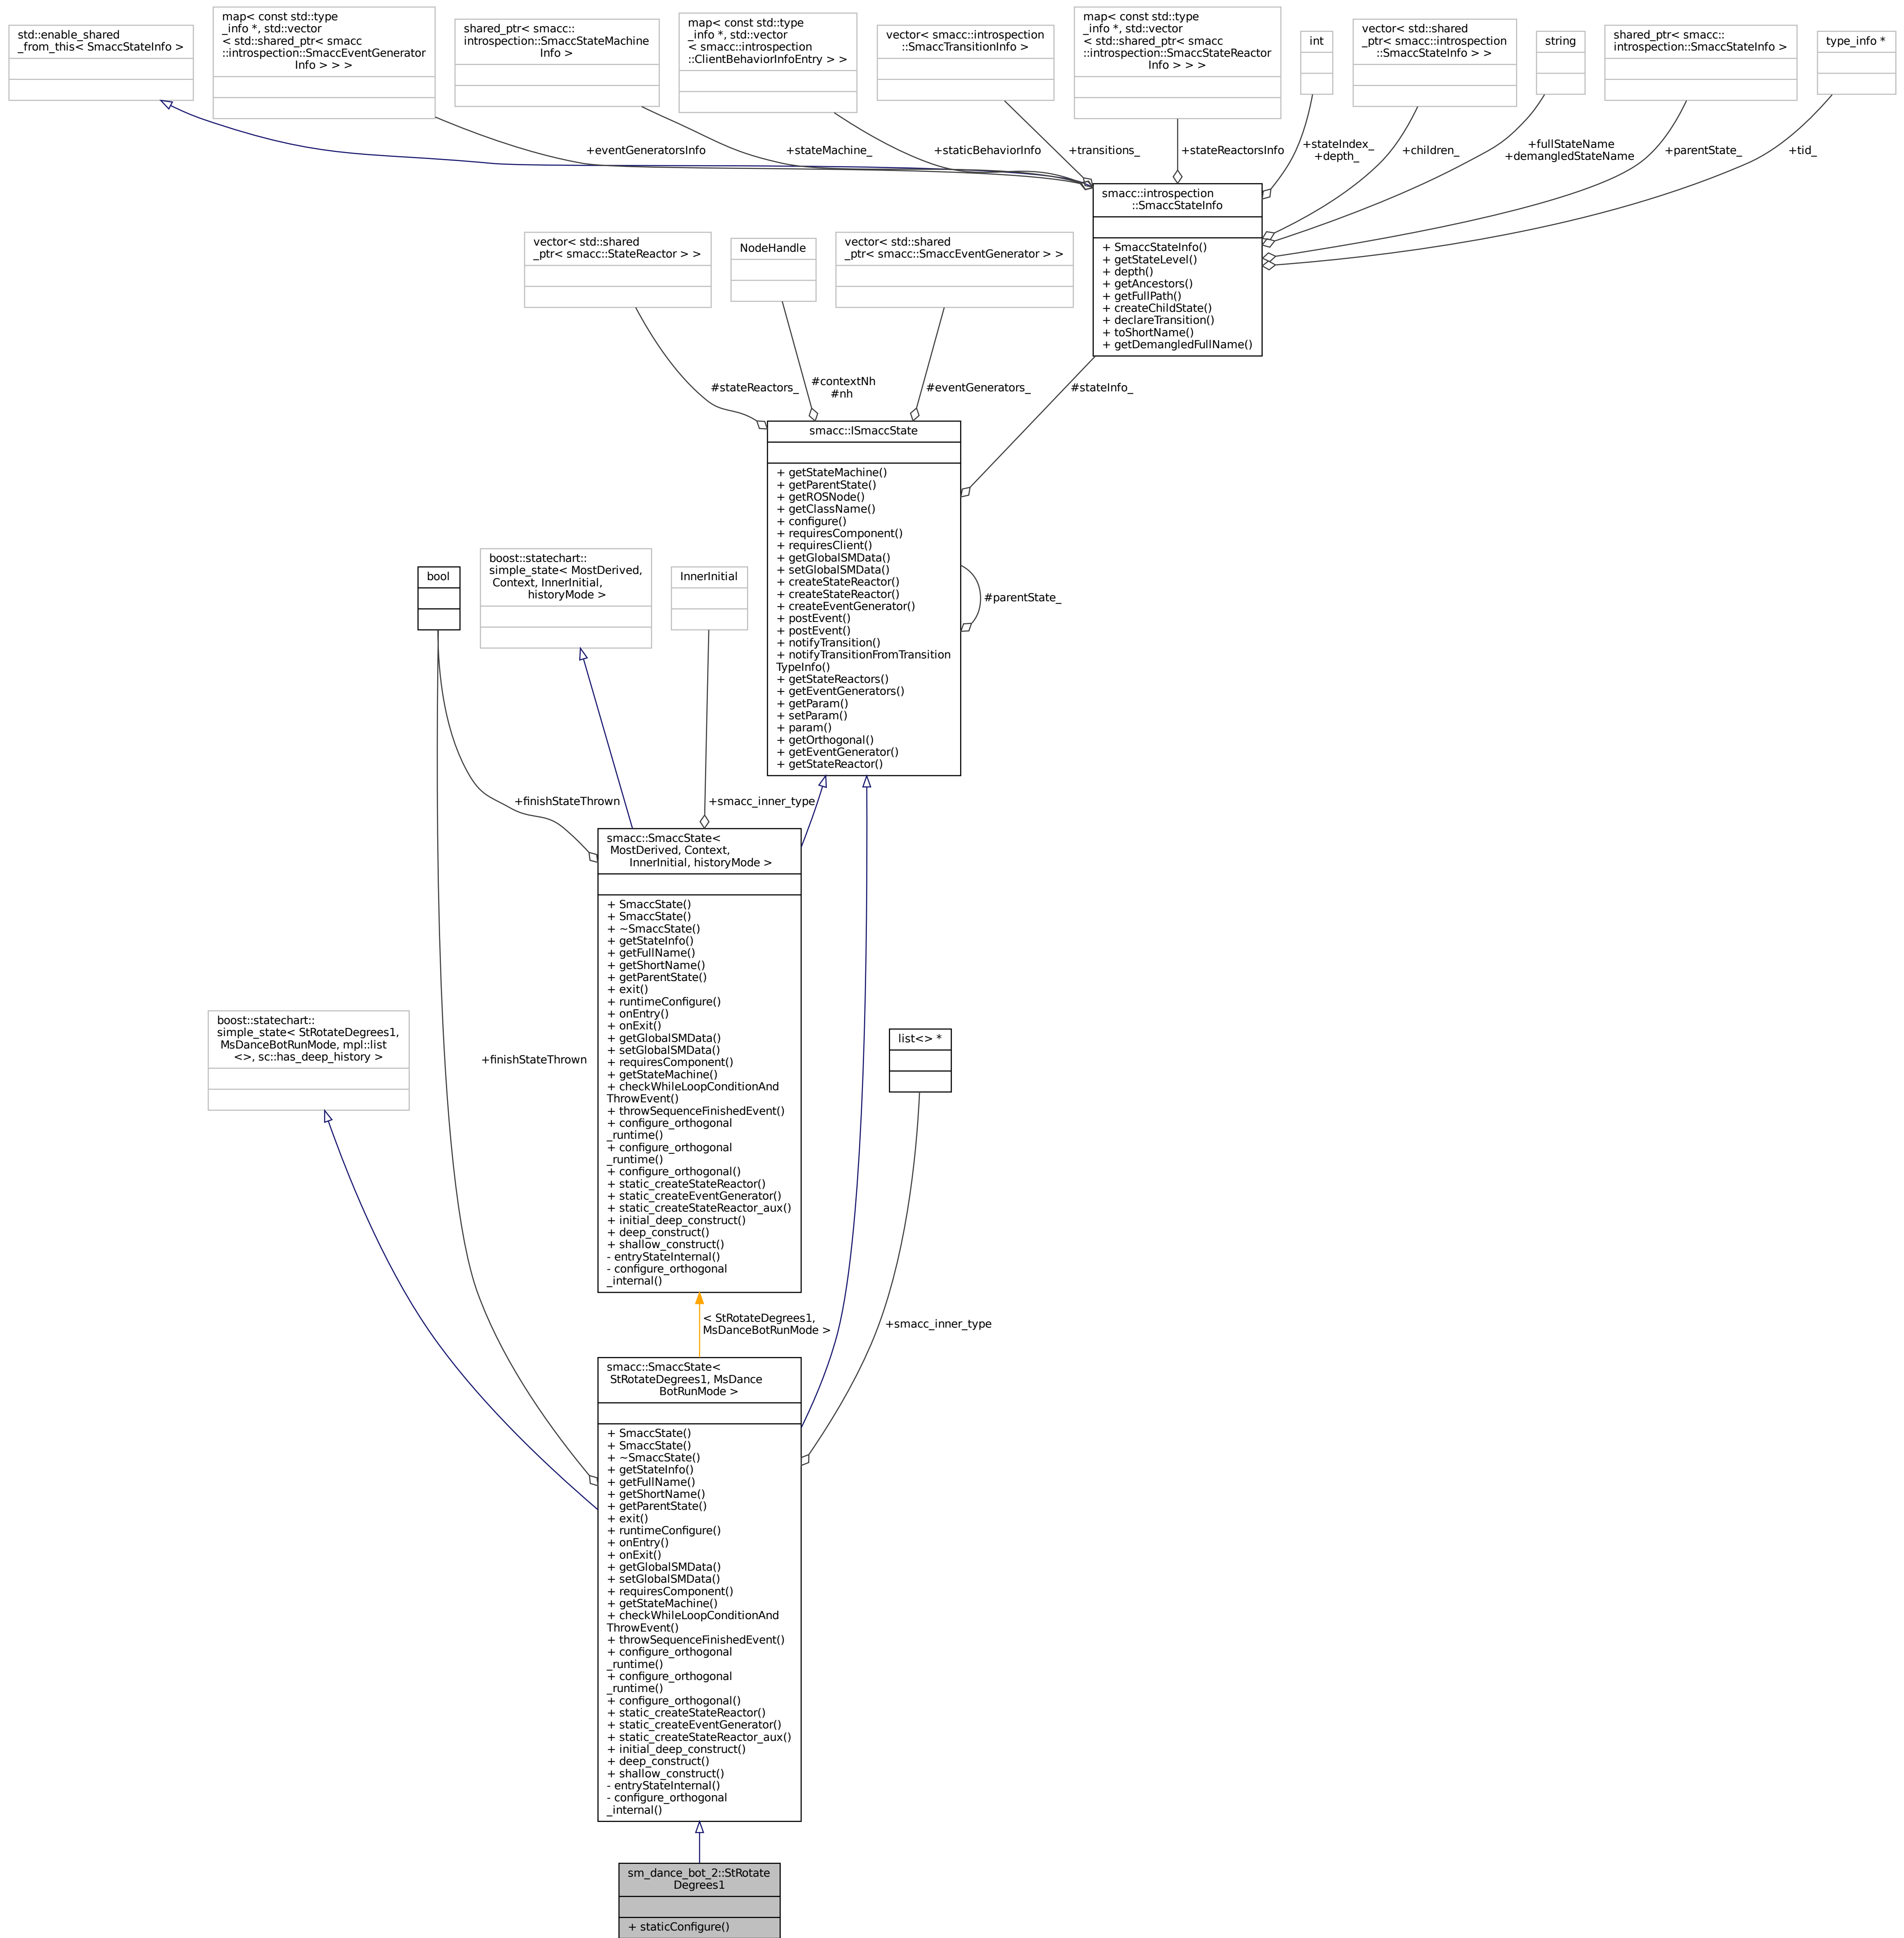 std::enable_shared
_from_this< SmaccStateInfo >
map< const std::type
_info *, std::vector
< std::shared_ptr< smacc
::introspection::SmaccEventGenerator
Info > > >
shared_ptr< smacc::
introspection::SmaccStateMachine
Info >
map< const std::type
_info *, std::vector
< smacc::introspection
::ClientBehaviorInfoEntry > >
vector< smacc::introspection
::SmaccTransitionInfo >
map< const std::type
_info *, std::vector
< std::shared_ptr< smacc
::introspection::SmaccStateReactor
Info > > >
int
vector< std::shared
_ptr< smacc::introspection
::SmaccStateInfo > >
string
shared_ptr< smacc::
introspection::SmaccStateInfo >
type_info *
+eventGeneratorsInfo
+stateMachine_
+staticBehaviorInfo
+transitions_
+stateReactorsInfo
+stateIndex_
+depth_
+children_
+fullStateName
+demangledStateName
+parentState_
+tid_
smacc::introspection
::SmaccStateInfo
+ SmaccStateInfo()
+ getStateLevel()
+ depth()
+ getAncestors()
+ getFullPath()
+ createChildState()
+ declareTransition()
+ toShortName()
+ getDemangledFullName()
vector< std::shared
_ptr< smacc::StateReactor > >
NodeHandle
vector< std::shared
_ptr< smacc::SmaccEventGenerator > >
#stateReactors_
#contextNh
#nh
#eventGenerators_
#stateInfo_
smacc::ISmaccState
+ getStateMachine()
+ getParentState()
+ getROSNode()
+ getClassName()
+ configure()
+ requiresComponent()
+ requiresClient()
+ getGlobalSMData()
+ setGlobalSMData()
+ createStateReactor()
+ createStateReactor()
+ createEventGenerator()
+ postEvent()
+ postEvent()
+ notifyTransition()
+ notifyTransitionFromTransition
TypeInfo()
+ getStateReactors()
+ getEventGenerators()
+ getParam()
+ setParam()
+ param()
+ getOrthogonal()
+ getEventGenerator()
+ getStateReactor()
#parentState_
bool
boost::statechart::
simple_state< MostDerived,
Context, InnerInitial,
historyMode >
InnerInitial
+finishStateThrown
+smacc_inner_type
smacc::SmaccState<
MostDerived, Context,
InnerInitial, historyMode >
+ SmaccState()
+ SmaccState()
+ ~SmaccState()
+ getStateInfo()
+ getFullName()
+ getShortName()
+ getParentState()
+ exit()
+ runtimeConfigure()
+ onEntry()
+ onExit()
+ getGlobalSMData()
+ setGlobalSMData()
+ requiresComponent()
+ getStateMachine()
+ checkWhileLoopConditionAnd
ThrowEvent()
+ throwSequenceFinishedEvent()
+ configure_orthogonal
_runtime()
+ configure_orthogonal
_runtime()
+ configure_orthogonal()
+ static_createStateReactor()
+ static_createEventGenerator()
+ static_createStateReactor_aux()
+ initial_deep_construct()
+ deep_construct()
+ shallow_construct()
- entryStateInternal()
- configure_orthogonal
_internal()
boost::statechart::
simple_state< StRotateDegrees1,
MsDanceBotRunMode, mpl::list
<>, sc::has_deep_history >
+finishStateThrown
list<> *
< StRotateDegrees1,
MsDanceBotRunMode >
+smacc_inner_type
smacc::SmaccState<
StRotateDegrees1, MsDance
BotRunMode >
+ SmaccState()
+ SmaccState()
+ ~SmaccState()
+ getStateInfo()
+ getFullName()
+ getShortName()
+ getParentState()
+ exit()
+ runtimeConfigure()
+ onEntry()
+ onExit()
+ getGlobalSMData()
+ setGlobalSMData()
+ requiresComponent()
+ getStateMachine()
+ checkWhileLoopConditionAnd
ThrowEvent()
+ throwSequenceFinishedEvent()
+ configure_orthogonal
_runtime()
+ configure_orthogonal
_runtime()
+ configure_orthogonal()
+ static_createStateReactor()
+ static_createEventGenerator()
+ static_createStateReactor_aux()
+ initial_deep_construct()
+ deep_construct()
+ shallow_construct()
- entryStateInternal()
- configure_orthogonal
_internal()
sm_dance_bot_2::StRotate
Degrees1
+ staticConfigure()